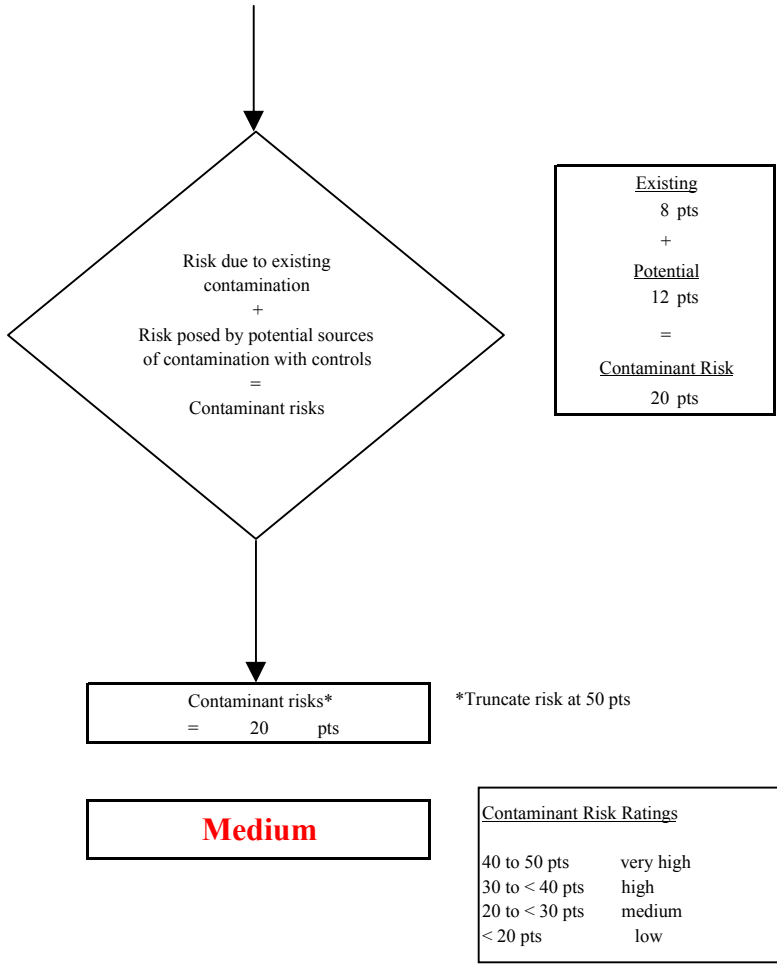 Risk due to existing
contamination
+
Risk posed by potential sources
of contamination with controls
=
Contaminant risks
Existing
8 pts
+
Potential
12 pts
=
Contaminant Risk
20 pts
Contaminant risks*
= 20 pts
*Truncate risk at 50 pts
Medium
Contaminant Risk Ratings
40 to 50 pts very high
30 to < 40 pts high
20 to < 30 pts medium
< 20 pts low